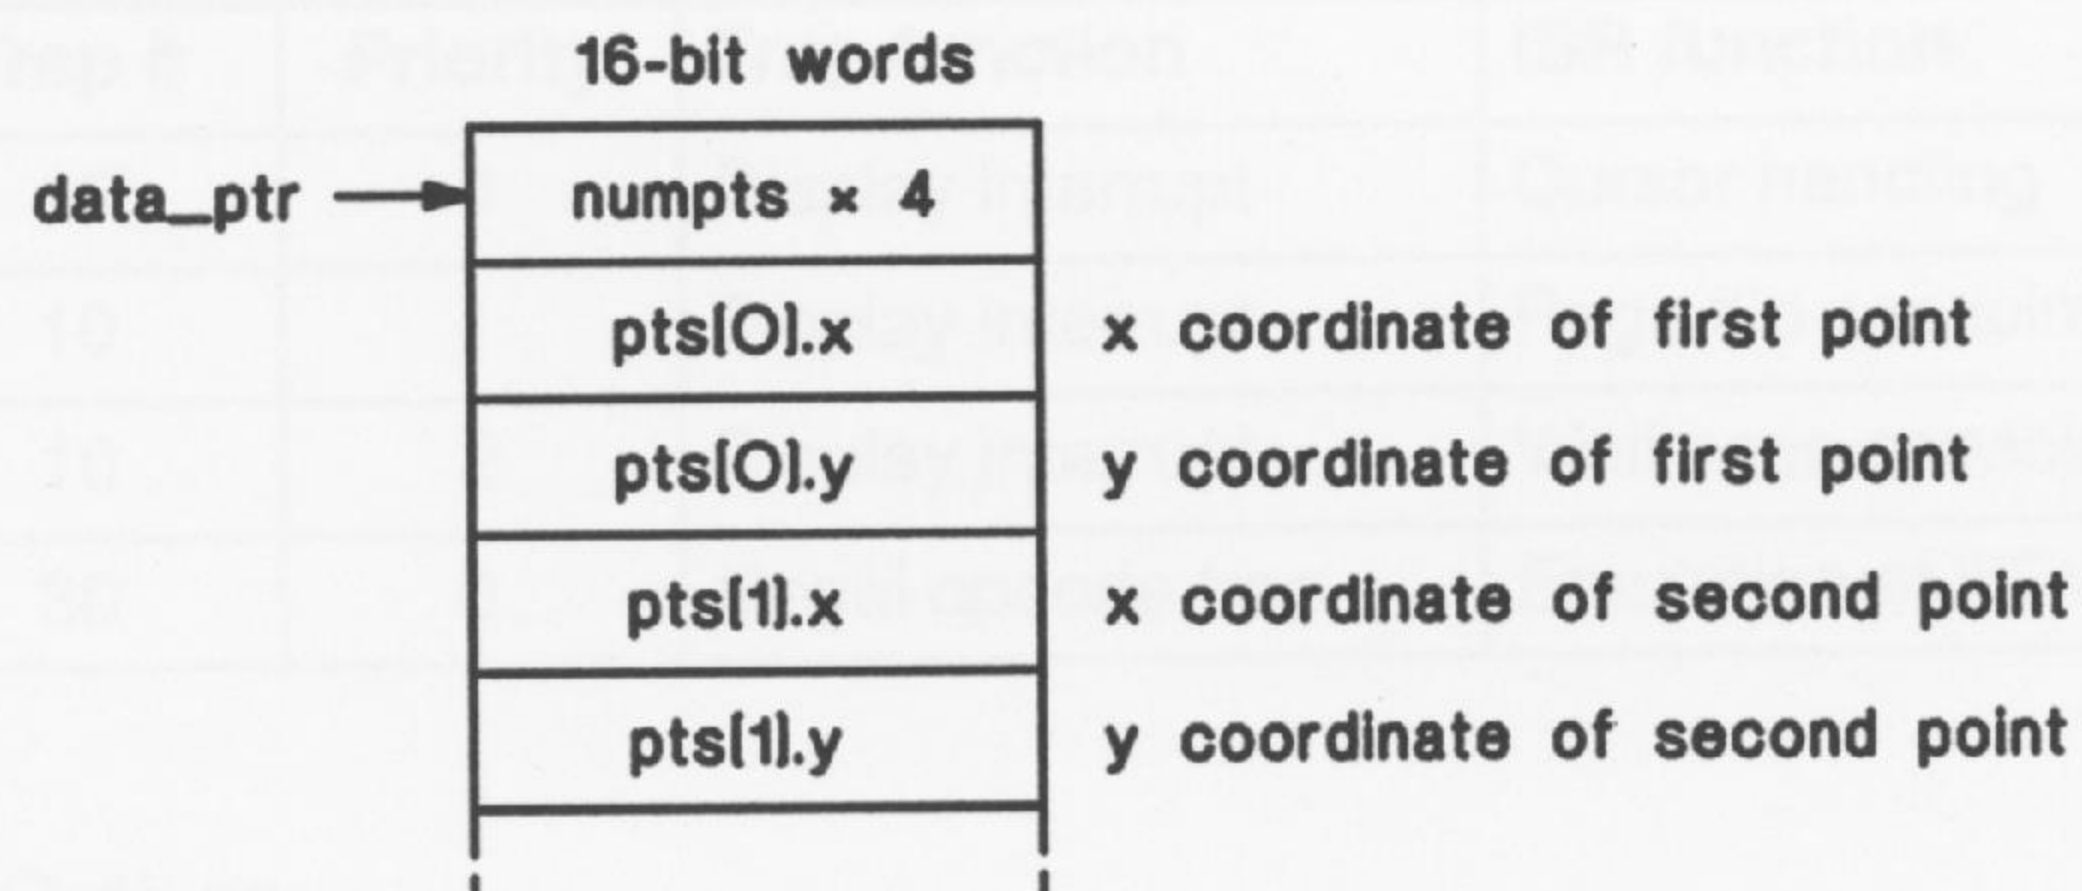 16-bit words
data_ptr numpts × 4
pts[0].x x coordinate of first point
pts[0].y y coordinate of first point
pts[1].x x coordinate of second point
pts[1].y y coordinate of second point